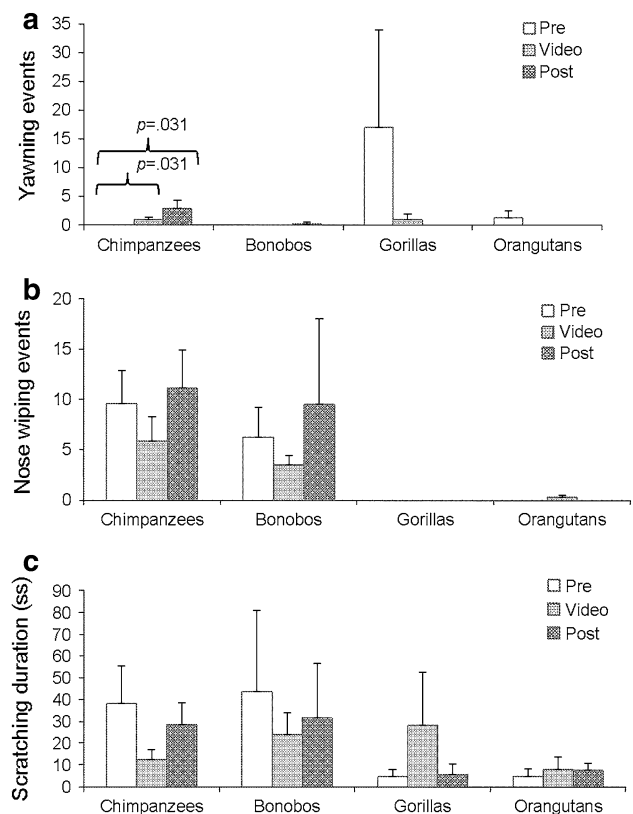 a
Yawning events
35
30
25
20
15
10
5
0
p=.031
p=.031
Pre
Video
Post
Chimpanzees Bonobos Gorillas Orangutans
b
Nose wiping events
20
15
10
5
0
Pre
Video
Post
Chimpanzees Bonobos Gorillas Orangutans
c
Scratching duration (ss)
90
80
70
60
50
40
30
20
10
0
Pre
Video
Post
Chimpanzees Bonobos Gorillas Orangutans